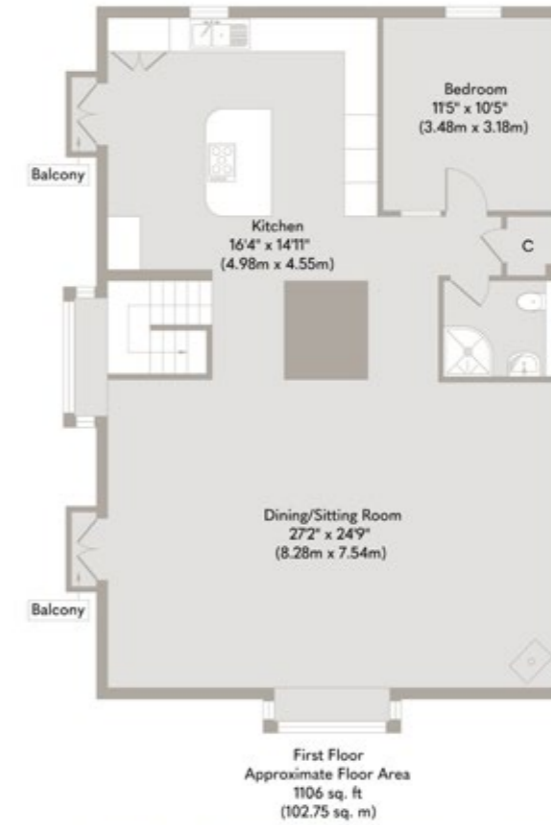 Bedroom
11'5" x 10'5"
(3.48m x 3.18m)
Balcony
Kitchen
16'4" x 14'11"
(4.98m x 4.55m)
C
Dining/Sitting Room
27'2" x 24'9"
(8.28m x 7.54m)
Balcony
First Floor
Approximate Floor Area
1106 sq. ft
(102.75 sq. m)